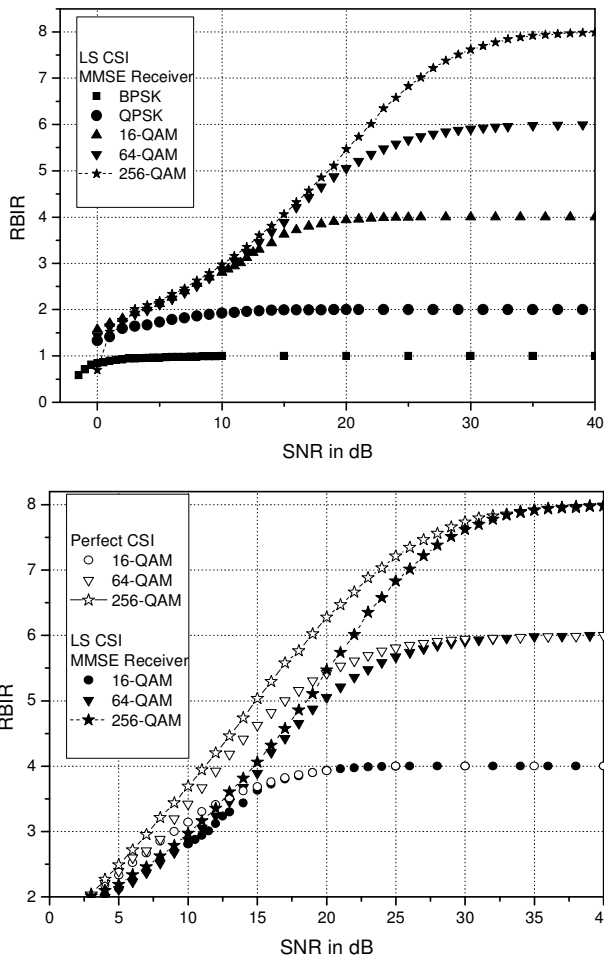 8
7
6
5
4
3
2
1
0
RBIR
LS CSI
MMSE Receiver
BPSK
QPSK
16-QAM
64-QAM
256-QAM
0 10 20 30 40
SNR in dB
8
7
6
5
4
3
2
RBIR
Perfect CSI
16-QAM
64-QAM
256-QAM
LS CSI
MMSE Receiver
16-QAM
64-QAM
256-QAM
0 5 10 15 20 25 30 35 40
SNR in dB